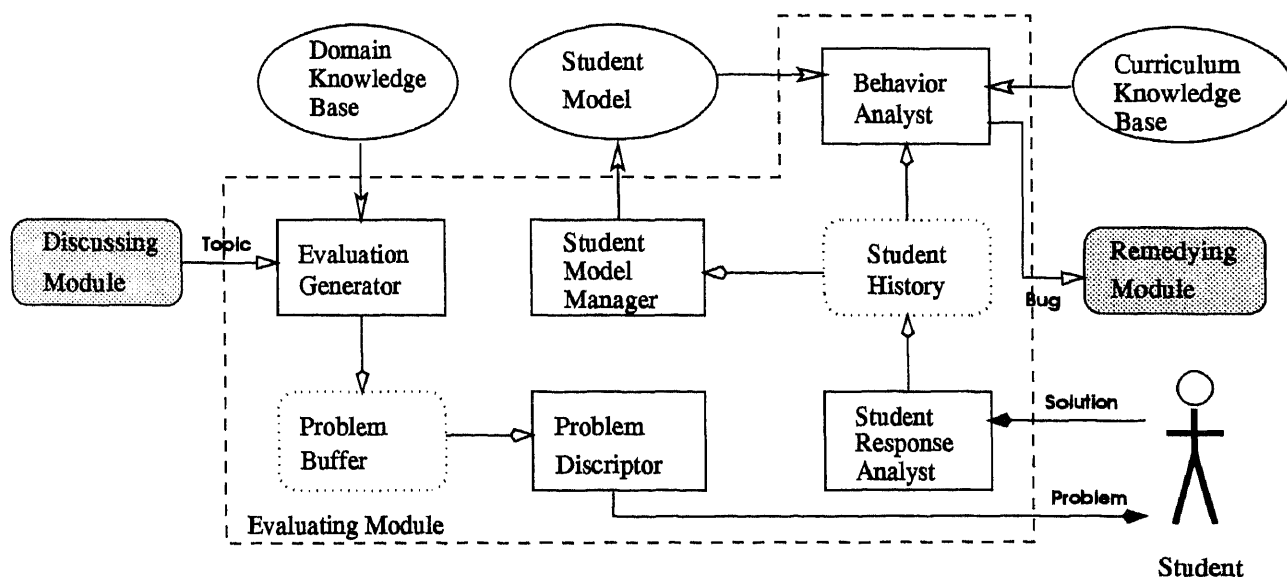 Domain
Knowledge
Base
Student
Model
Behavior
Analyst
Curriculum
Knowledge
Base
Discussing
Module
Topic
Evaluation
Generator
Student
Model
Manager
Student
History
Remedying
Module
Bug
Problem
Buffer
Problem
Discriptor
Student
Response
Analyst
Solution
Problem
Evaluating Module
Student